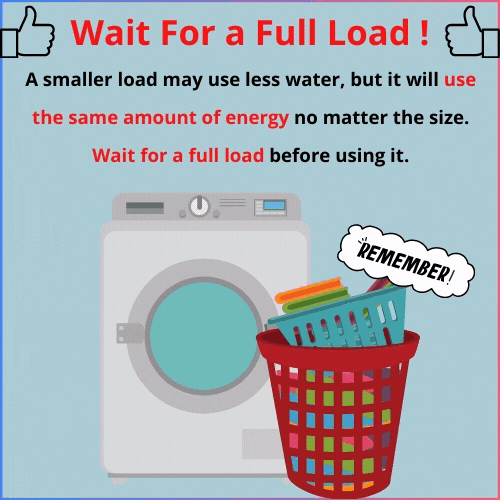 Wait For a Full Load !
A smaller load may use less water, but it will use
the same amount of energy no matter the size.
Wait for a full load before using it.
REMEMBER!